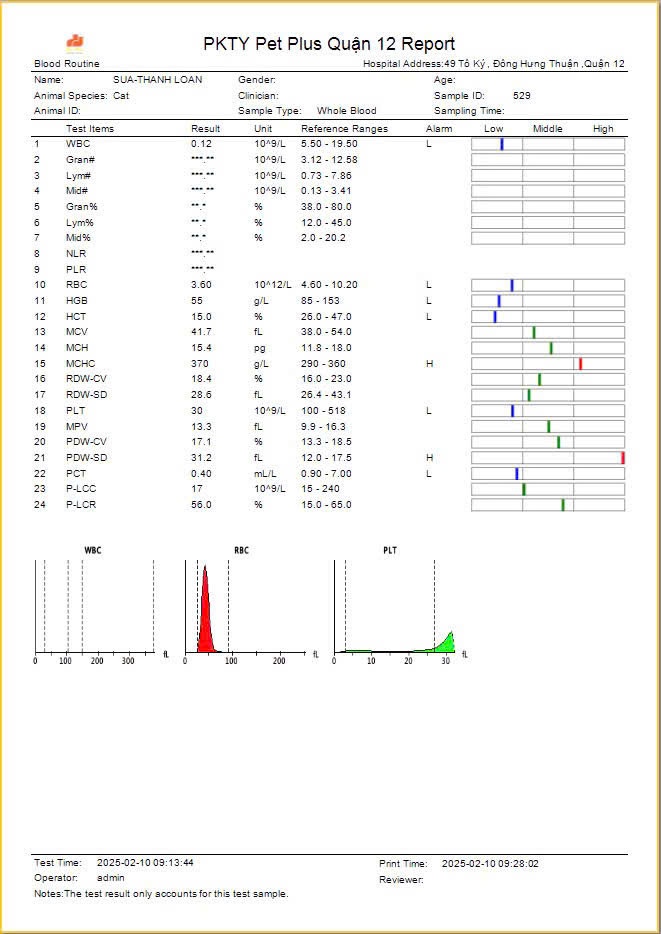 PKTY Pet Plus Quận 12 Report
Blood Routine Hospital Address:49 Tô Ký , Đông Hưng Thuận ,Quận 12
Name: SUA-THANH LOAN Gender: Age:
Animal Species: Cat Clinician: Sample ID: 529
Animal ID: Sample Type: Whole Blood Sampling Time:
Test Items Result Unit Reference Ranges Alarm Low Middle High
1 WBC 0.12 10^9/L 5.50 - 19.50 L
2 Gran# ***.** 10^9/L 3.12 - 12.58
3 Lym# ***.** 10^9/L 0.73 - 7.86
4 Mid# ***.** 10^9/L 0.13 - 3.41
5 Gran% **.* % 38.0 - 80.0
6 Lym% **.* % 12.0 - 45.0
7 Mid% **.* % 2.0 - 20.2
8 NLR ***.**
9 PLR ***.**
10 RBC 3.60 10^12/L 4.60 - 10.20 L
11 HGB 55 g/L 85 - 153 L
12 HCT 15.0 % 26.0 - 47.0 L
13 MCV 41.7 fL 38.0 - 54.0
14 MCH 15.4 pg 11.8 - 18.0
15 MCHC 370 g/L 290 - 360 H
16 RDW-CV 18.4 % 16.0 - 23.0
17 RDW-SD 28.6 fL 26.4 - 43.1
18 PLT 30 10^9/L 100 - 518 L
19 MPV 13.3 fL 9.9 - 16.3
20 PDW-CV 17.1 % 13.3 - 18.5
21 PDW-SD 31.2 fL 12.0 - 17.5 H
22 PCT 0.40 mL/L 0.90 - 7.00 L
23 P-LCC 17 10^9/L 15 - 240
24 P-LCR 56.0 % 15.0 - 65.0
WBC RBC PLT
0 100 200 300 fL 0 100 200 fL 0 10 20 30 fL
Test Time: 2025-02-10 09:13:44 Print Time: 2025-02-10 09:28:02
Operator: admin Reviewer:
Notes:The test result only accounts for this test sample.